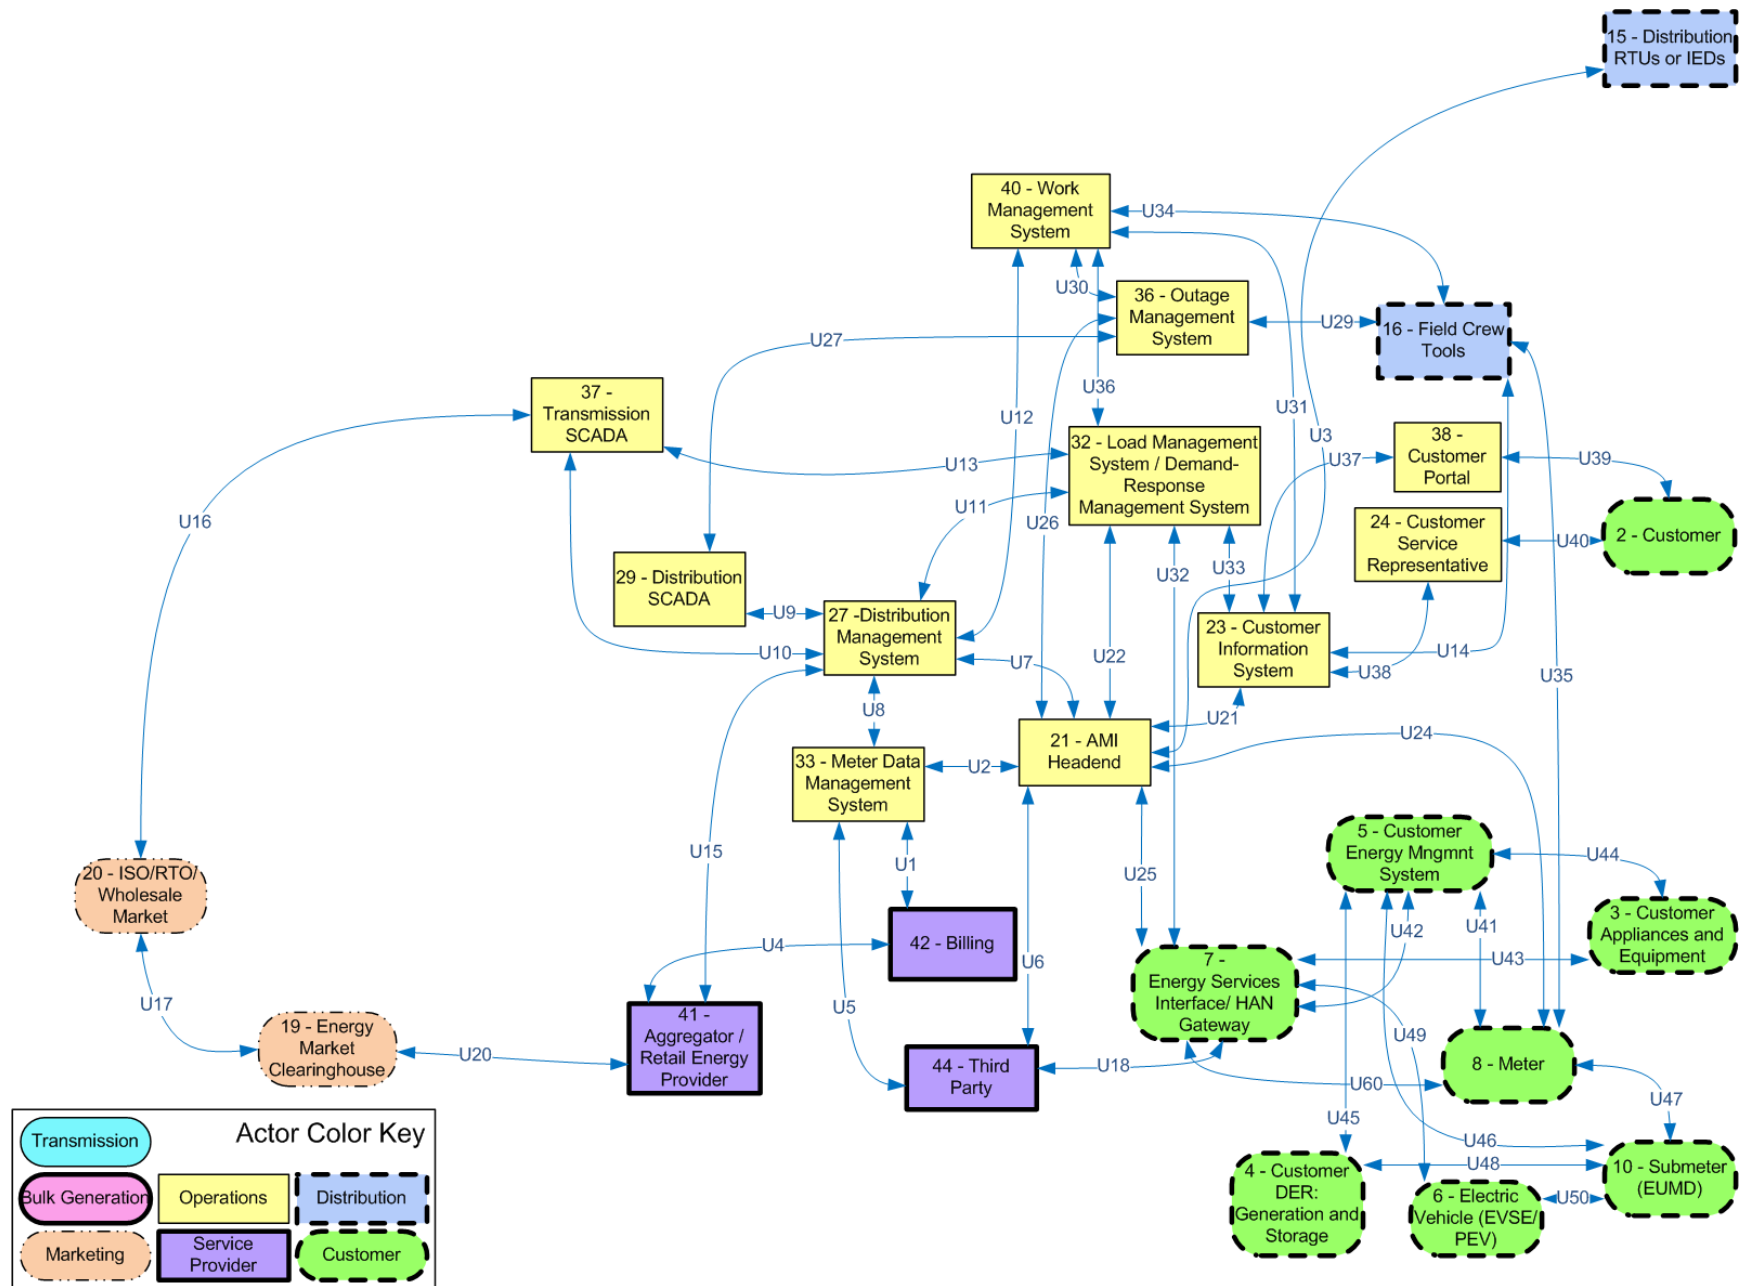 15 - Distribution
RTUs or IEDs
40 - Work
Management
System
U34
U30
36 - Outage
Management
System
U29
16 - Field Crew
Tools
U27
37 -
Transmission
SCADA
U36
U12
U31
U3
32 - Load Management
System / Demand-
Response
Management System
38 -
Customer
Portal
U37
U39
U13
U11
U16
U26
24 - Customer
Service
Representative
U40
2 - Customer
29 - Distribution
SCADA
U9
27 -Distribution
Management
System
U32
U33
23 - Customer
Information
System
U10
U7
U22
U14
U38
U35
U8
U21
21 - AMI
Headend
U24
33 - Meter Data
Management
System
U2
U15
U1
U25
5 - Customer
Energy Mngmnt
System
U44
20 - ISO/RTO/
Wholesale
Market
42 - Billing
U4
U6
U41
U42
3 - Customer
Appliances and
Equipment
7 -
Energy Services
Interface/ HAN
Gateway
U43
U17
U5
U49
19 - Energy
Market
Clearinghouse
U20
41 -
Aggregator /
Retail Energy
Provider
44 - Third
Party
U18
U60
8 - Meter
U47
U45
U46
U48
4 - Customer
DER:
Generation and
Storage
6 - Electric
Vehicle (EVSE/
PEV)
U50
10 - Submeter
(EUMD)
Actor Color Key
Transmission
Bulk Generation
Operations
Distribution
Marketing
Service
Provider
Customer